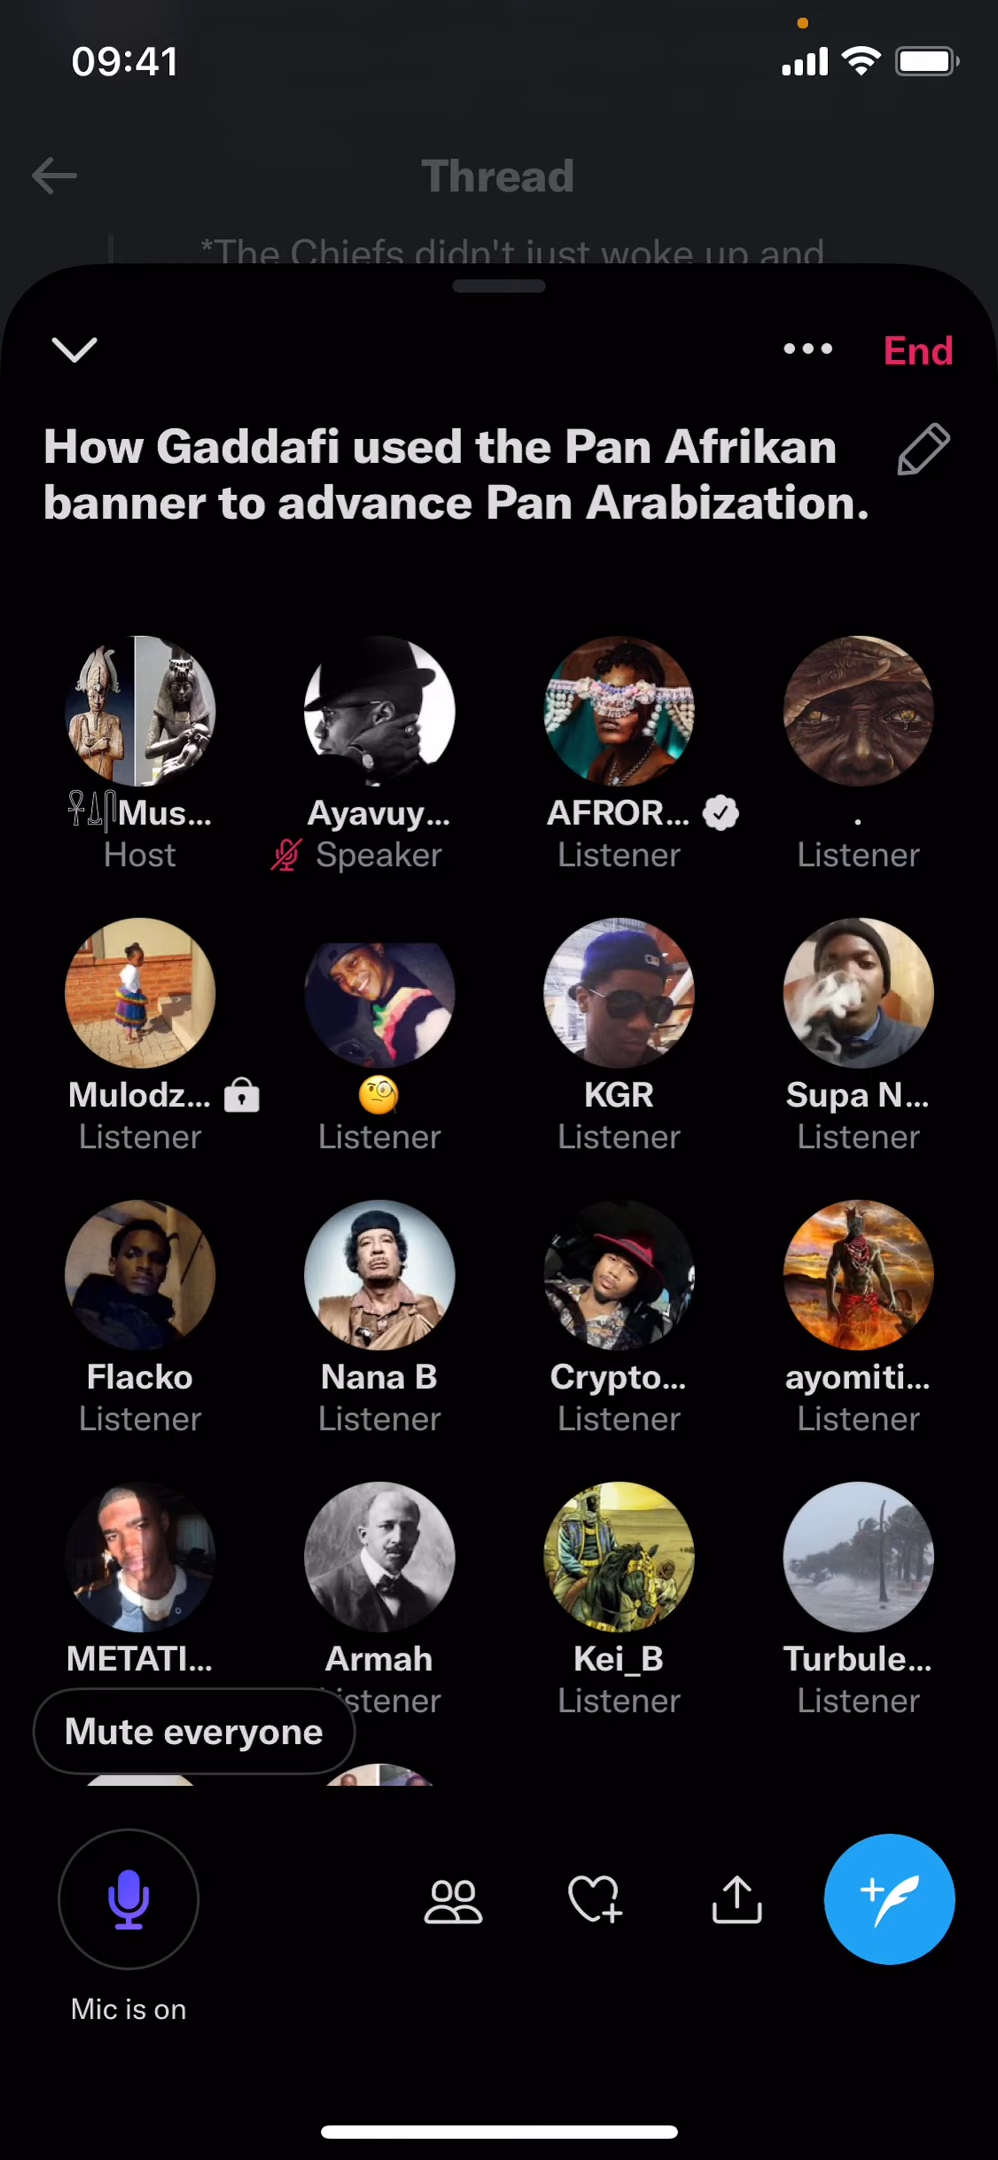 09:41
Thread
*The Chiefs didn't just woke up and
End
How Gaddafi used the Pan Afrikan
banner to advance Pan Arabization.
𓋹𓉶𓋴Mus... Ayavuy... AFROR... .
Host Speaker Listener Listener
Mulodz... 🧐 KGR Supa N...
Listener Listener Listener Listener
Flacko Nana B Crypto... ayomiti...
Listener Listener Listener Listener
METATI... Armah Kei_B Turbule...
Listener Listener Listener
Mute everyone
Mic is on